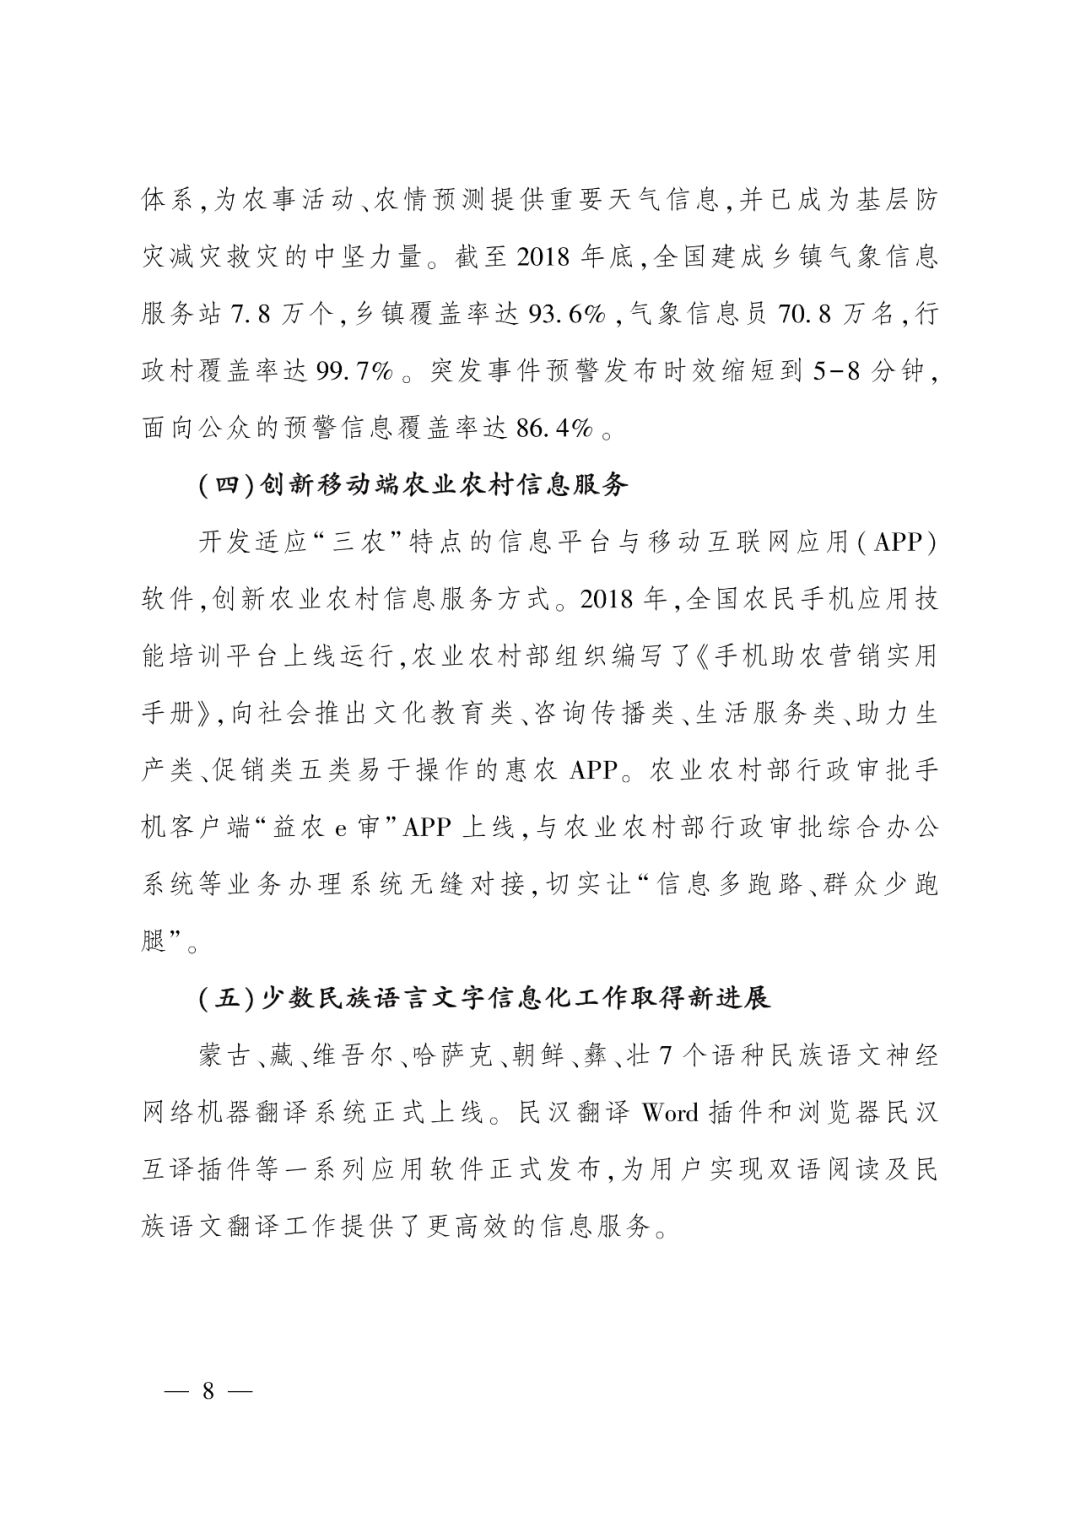 体系,为农事活动、农情预测提供重要天气信息,并已成为基层防
灾减灾救灾的中坚力量。截至 2018 年底,全国建成乡镇气象信息
服务站 7.8 万个,乡镇覆盖率达 93.6%,气象信息员 70.8 万名,行
政村覆盖率达 99.7%。突发事件预警发布时效缩短到 5-8 分钟,
面向公众的预警信息覆盖率达 86.4%。
(四)创新移动端农业农村信息服务
开发适应“三农”特点的信息平台与移动互联网应用(APP)
软件,创新农业农村信息服务方式。2018 年,全国农民手机应用技
能培训平台上线运行,农业农村部组织编写了《手机助农营销实用
手册》,向社会推出文化教育类、咨询传播类、生活服务类、助力生
产类、促销类五类易于操作的惠农 APP。农业农村部行政审批手
机客户端“益农 e 审”APP 上线,与农业农村部行政审批综合办公
系统等业务办理系统无缝对接,切实让“信息多跑路、群众少跑
腿”。
(五)少数民族语言文字信息化工作取得新进展
蒙古、藏、维吾尔、哈萨克、朝鲜、彝、壮 7 个语种民族语文神经
网络机器翻译系统正式上线。民汉翻译 Word 插件和浏览器民汉
互译插件等一系列应用软件正式发布,为用户实现双语阅读及民
族语文翻译工作提供了更高效的信息服务。
— 8 —